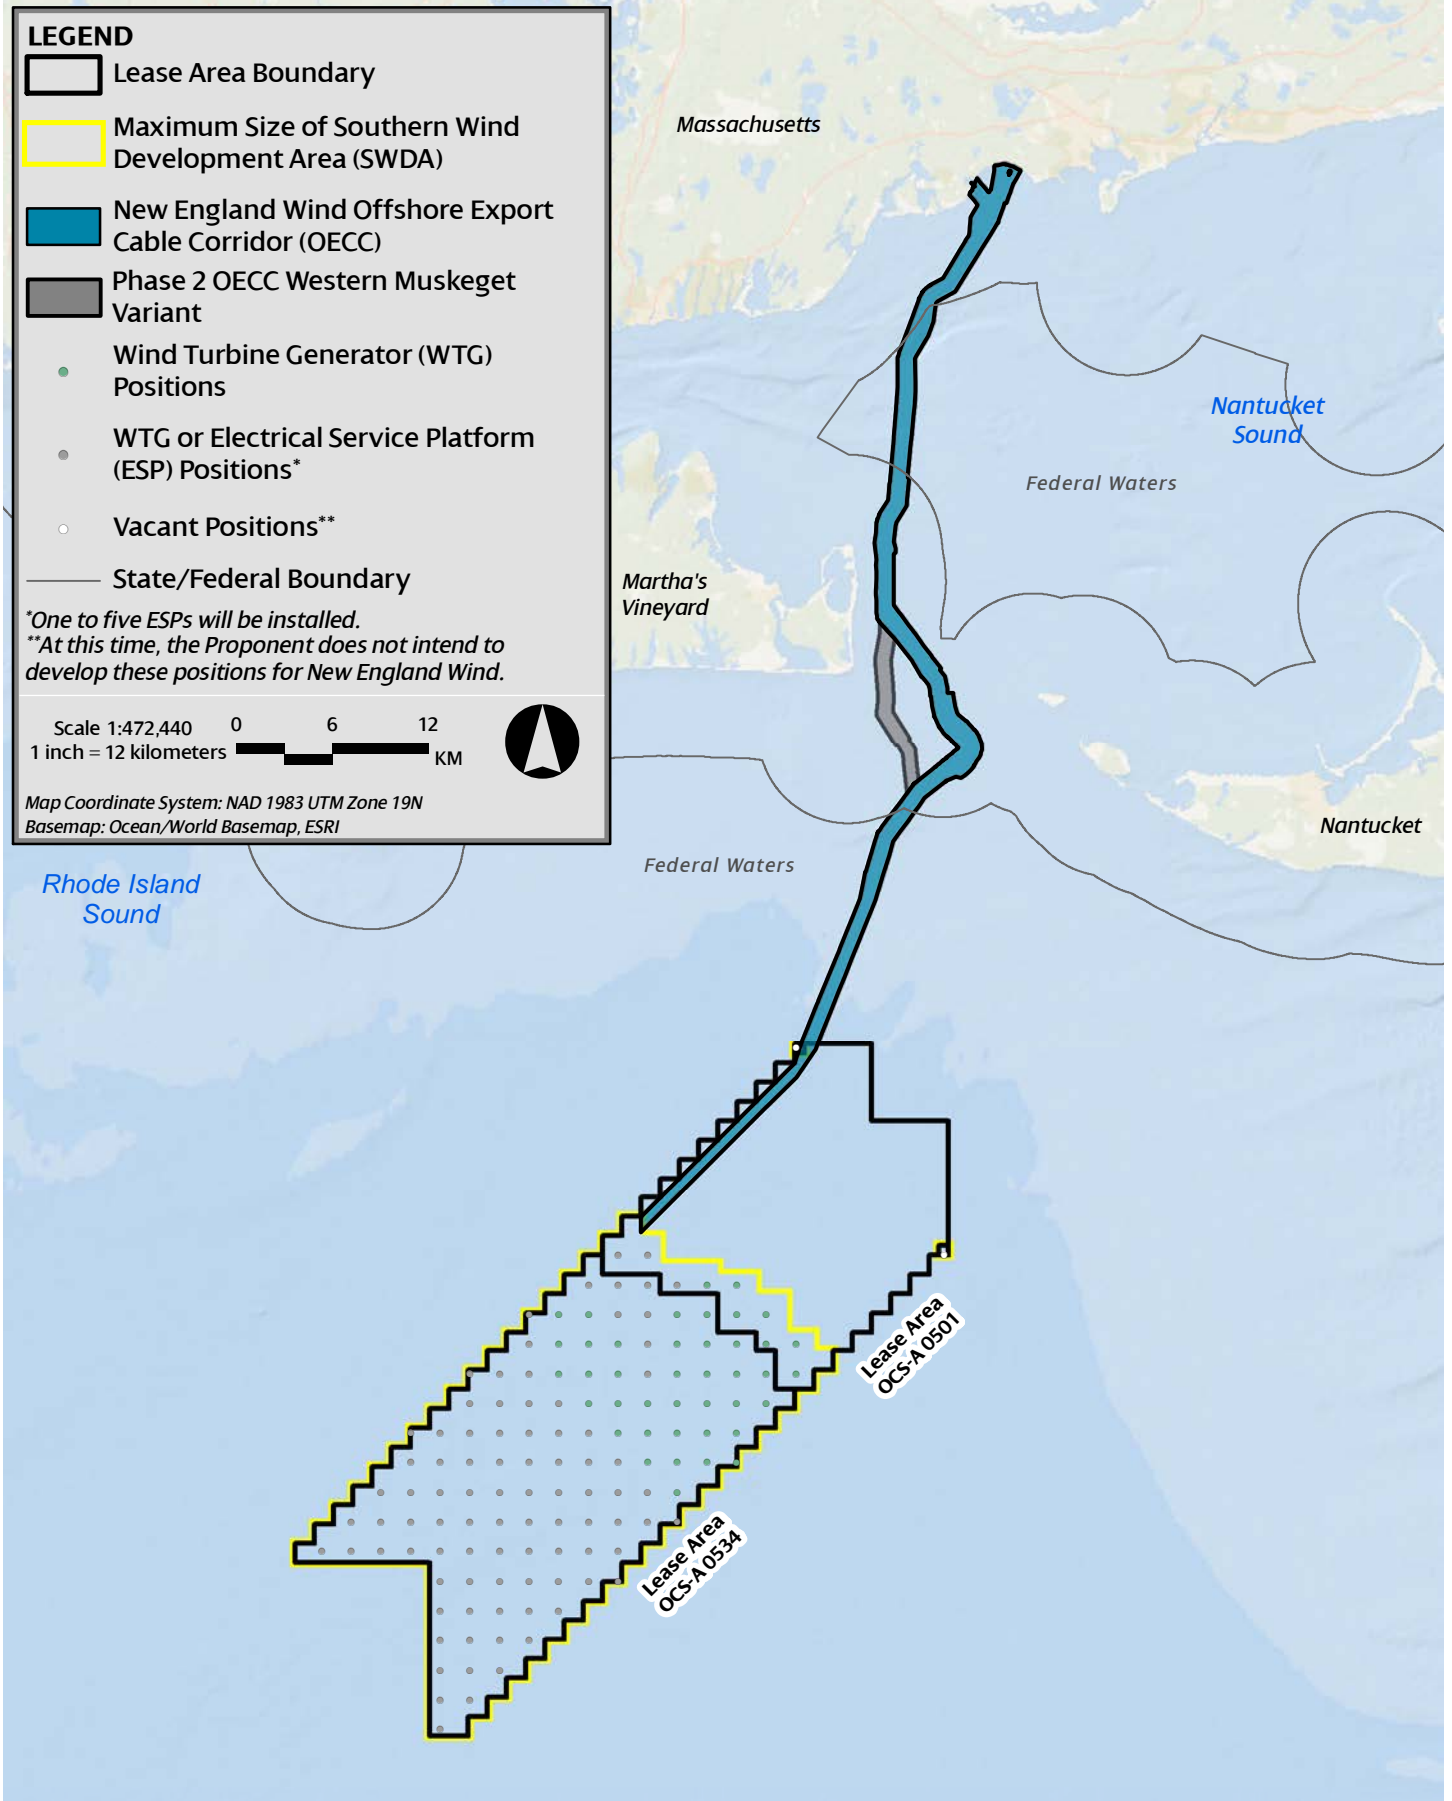 LEGEND
Lease Area Boundary
Maximum Size of Southern Wind
Development Area (SWDA)
New England Wind Offshore Export
Cable Corridor (OECC)
Phase 2 OECC Western Muskeget
Variant
Wind Turbine Generator (WTG)
Positions
WTG or Electrical Service Platform
(ESP) Positions*
Vacant Positions**
State/Federal Boundary
*One to five ESPs will be installed.
**At this time, the Proponent does not intend to
develop these positions for New England Wind.
Scale 1:472,440
1 inch = 12 kilometers
0 6 12
KM
Map Coordinate System: NAD 1983 UTM Zone 19N
Basemap: Ocean/World Basemap, ESRI
Massachusetts
Nantucket
Sound
Federal Waters
Martha's
Vineyard
Nantucket
Federal Waters
Rhode Island
Sound
Lease Area
OCS-A 0501
Lease Area
OCS-A 0534